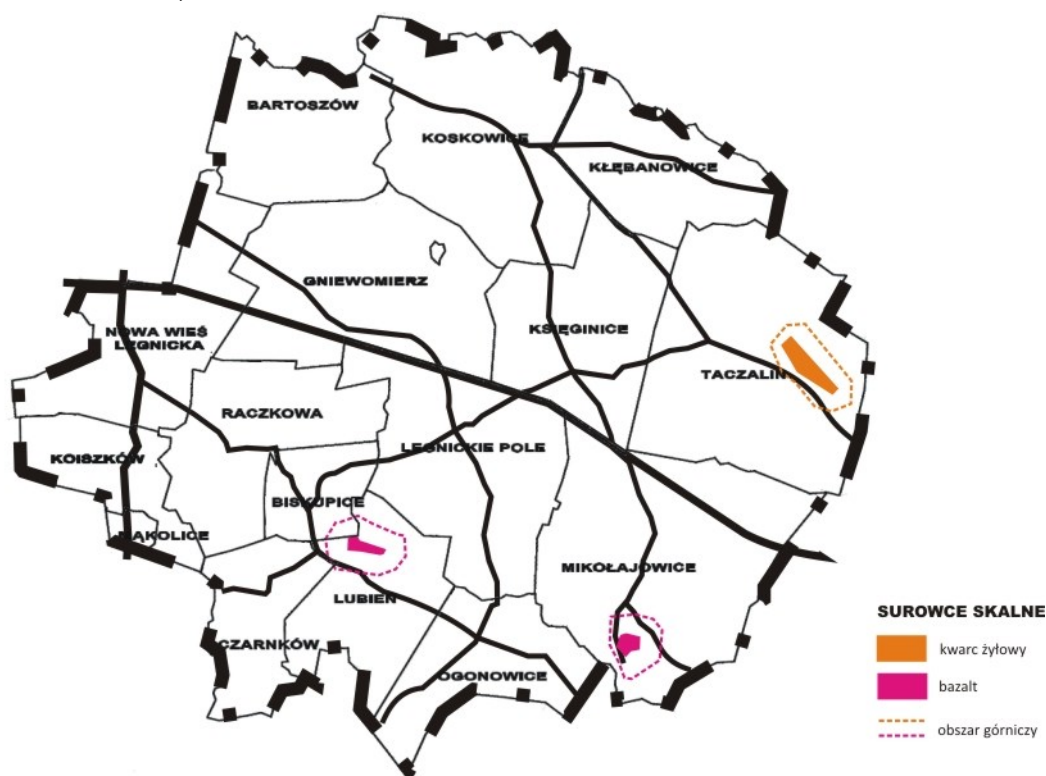 BARTOSZÓW
KOSKOWICE
KŁĘBANOWICE
GNIEWOMIERZ
KSIĘGINICE
NOWA WIEŚ
LEGNICKA
TACZALIN
RACZKOWA
LEGNICKIE POLE
KOISZKÓW
BISKUPICE
MĄKOLICE
MIKOŁAJOWICE
LUBIEŃ
CZARNKÓW
OGONOWICE
SUROWCE SKALNE
kwarc żyłowy
bazalt
obszar górniczy